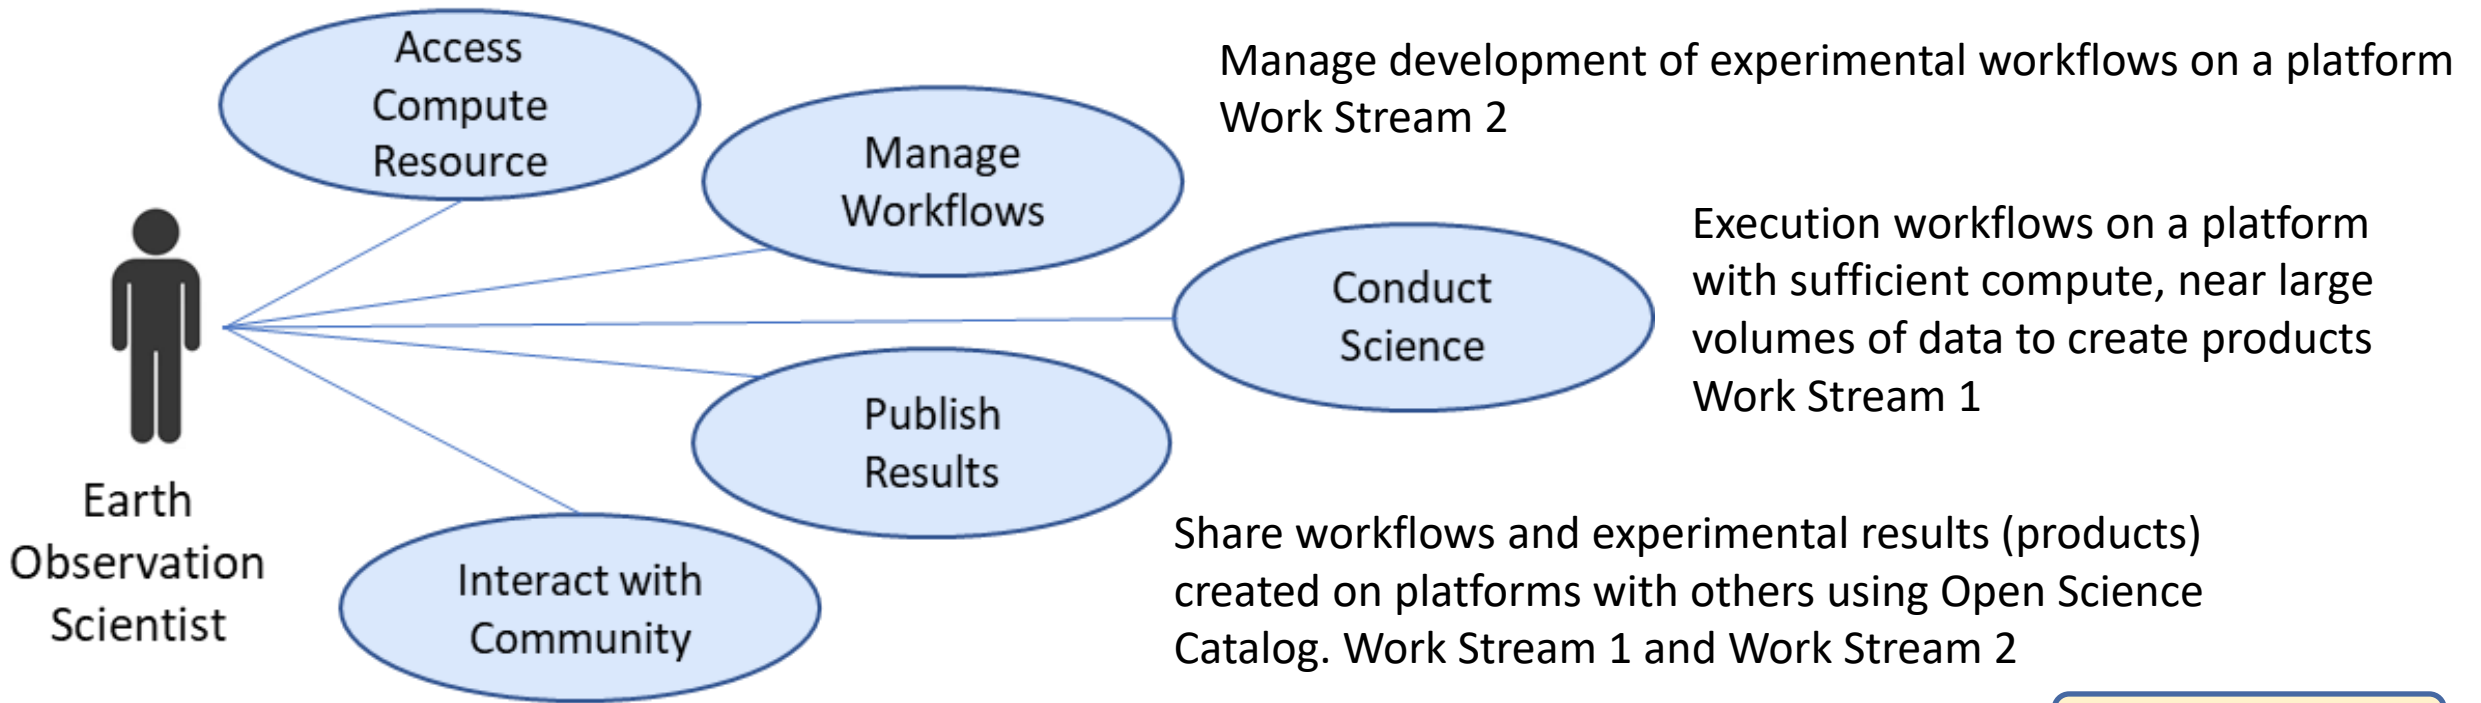 Access
Compute
Resource
Manage
Workflows
Manage development of experimental workflows on a platform
Work Stream 2
Conduct
Science
Execution workflows on a platform
with sufficient compute, near large
volumes of data to create products
Work Stream 1
Publish
Results
Earth
Observation
Scientist
Interact with
Community
Share workflows and experimental results (products)
created on platforms with others using Open Science
Catalog. Work Stream 1 and Work Stream 2